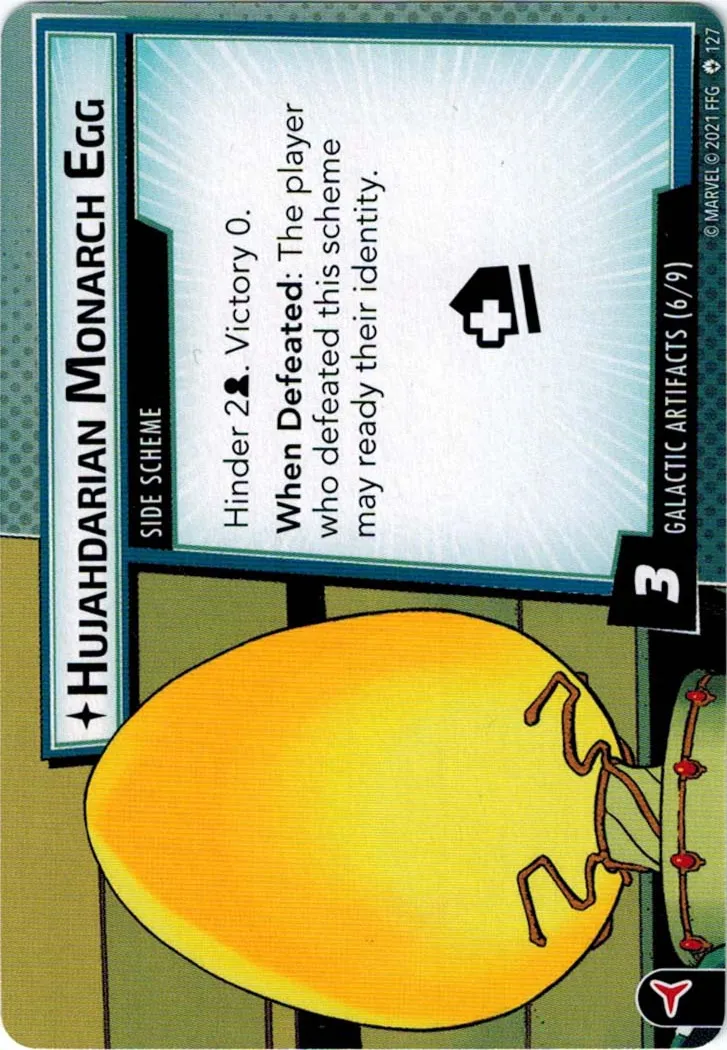 HUJAHDARIAN MONARCH EGG
SIDE SCHEME
Hinder 2. Victory 0.
When Defeated: The player
who defeated this scheme
may ready their identity.
3
GALACTIC ARTIFACTS (6/9)
© MARVEL © 2021 FFG 127